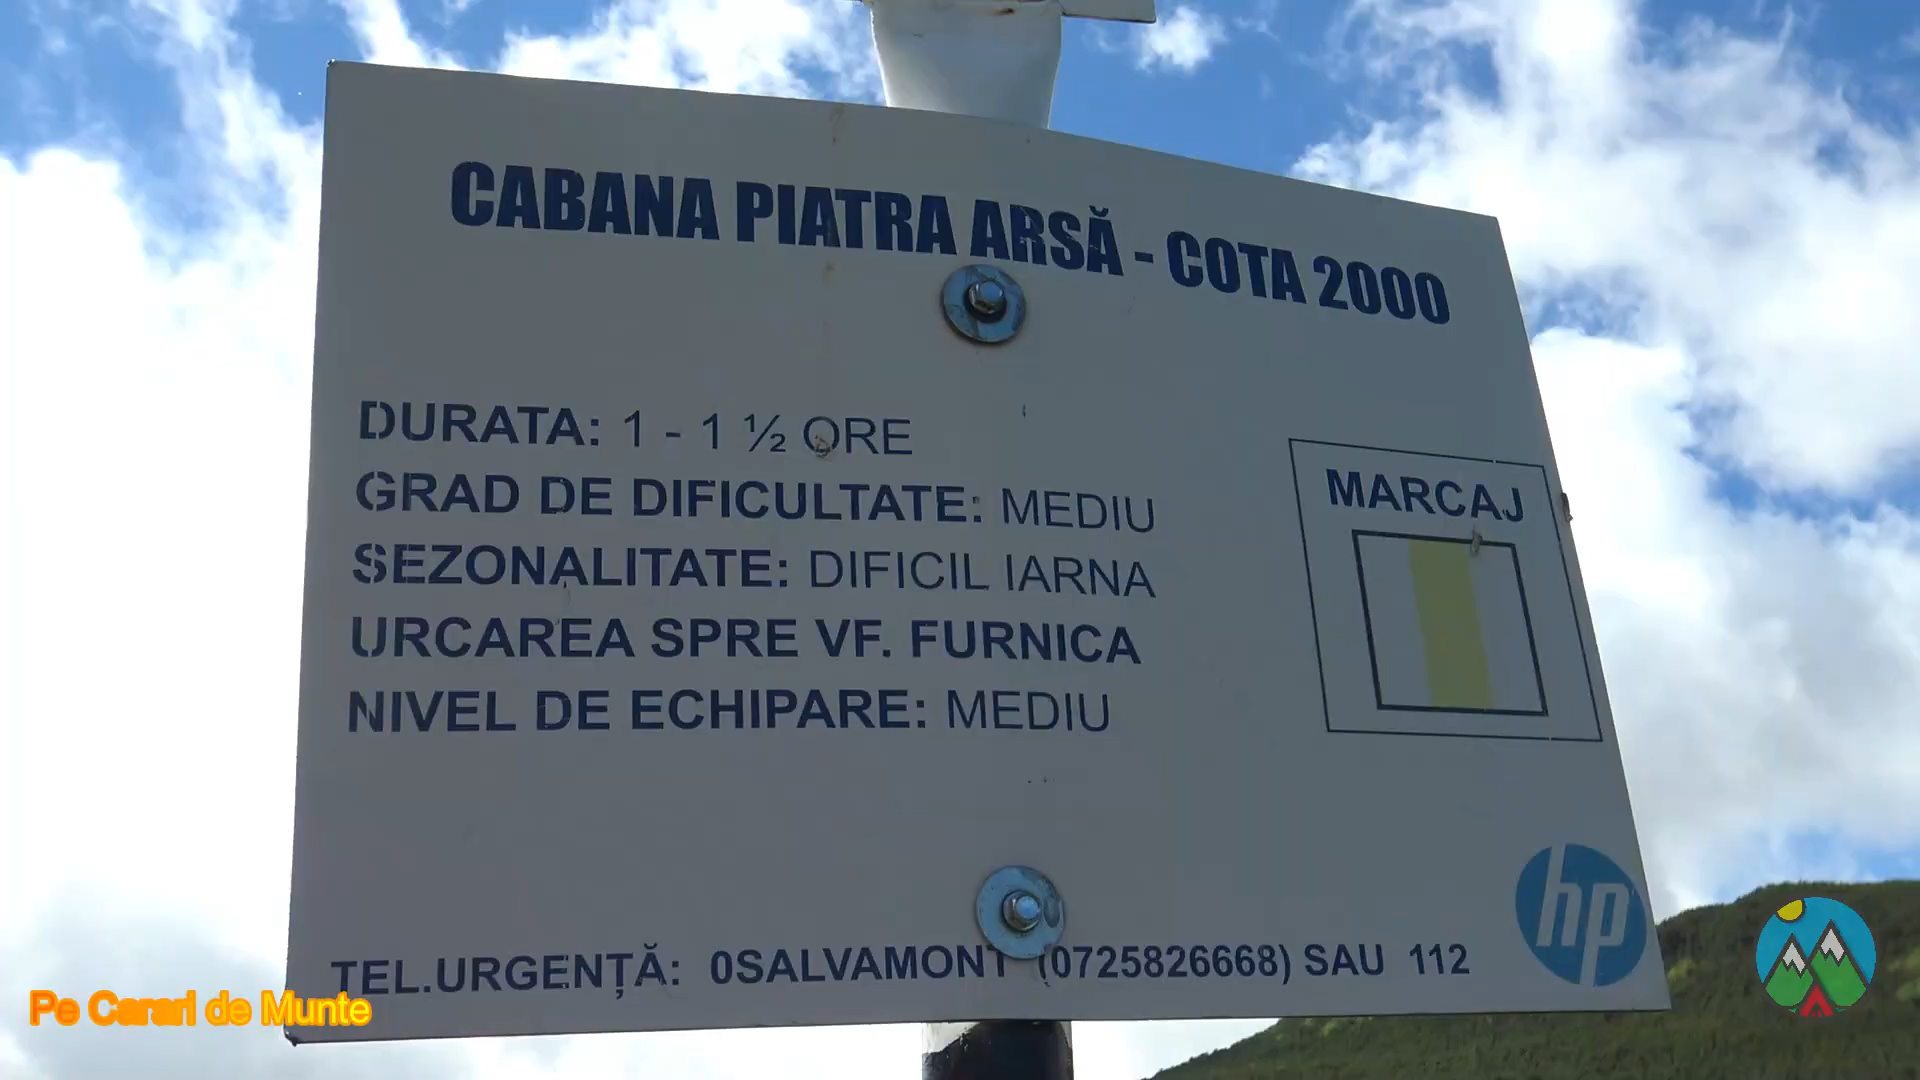 CABANA PIATRA ARSĂ - COTA 2000
DURATA: 1 - 1 ½ ORE
GRAD DE DIFICULTATE: MEDIU
SEZONALITATE: DIFICIL IARNA
URCAREA SPRE VF. FURNICA
NIVEL DE ECHIPARE: MEDIU
MARCAJ
hp
TEL.URGENȚĂ: 0SALVAMONT (0725826668) SAU 112
Pe Carari de Munte